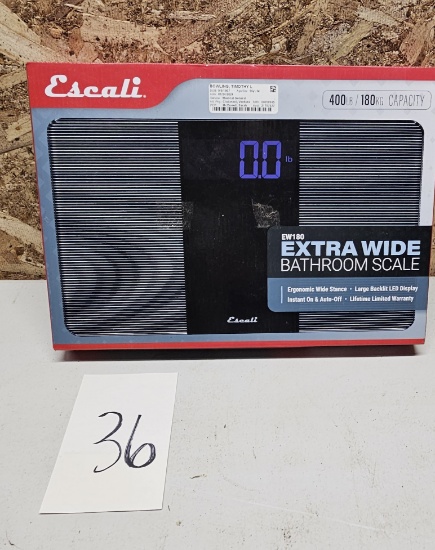 Escali.
400LB / 180KG CAPACITY
0.0 lb
EW180
EXTRA WIDE
BATHROOM SCALE
Ergonomic Wide Stance • Large Backlit LED Display
Instant On & Auto-Off • Lifetime Limited Warranty
Escali
36